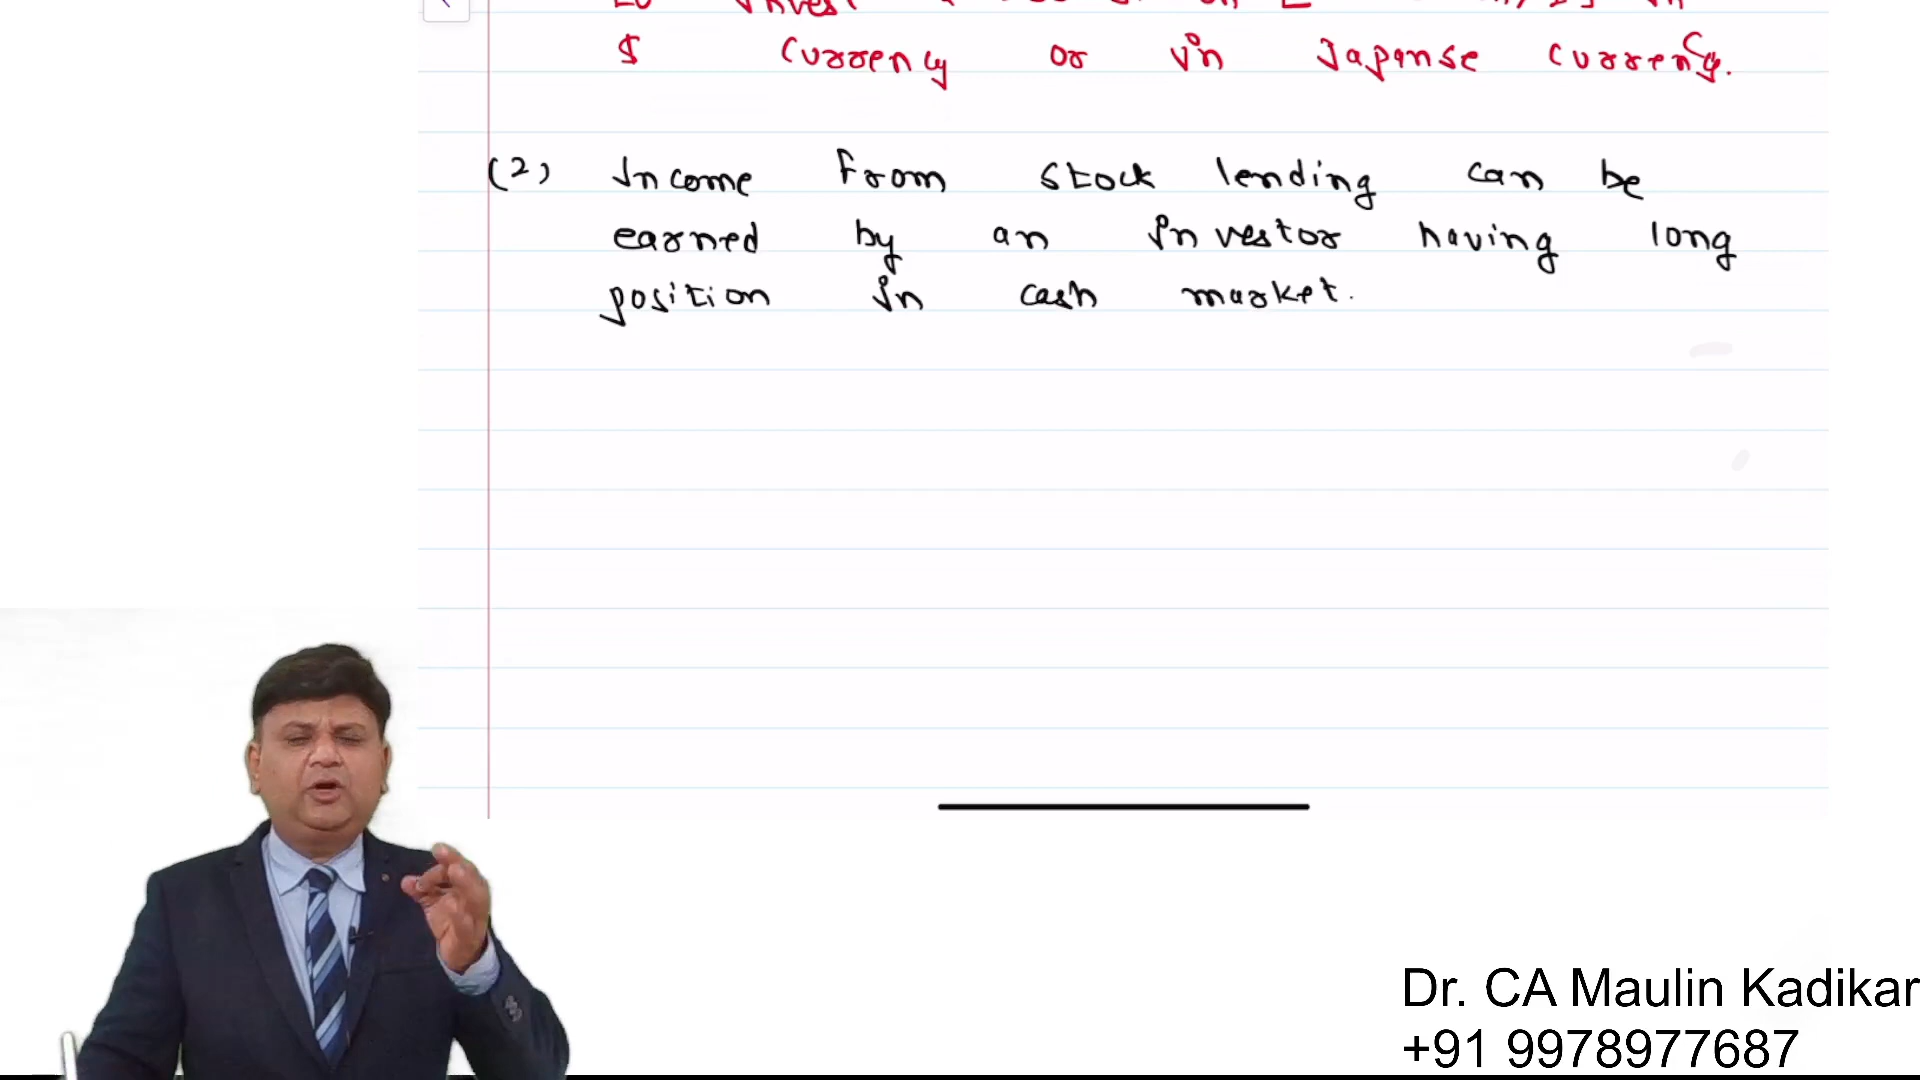 Invest
$ Currency or in Japanse Currency.
(2) Income from stock lending can be
earned by an investor having long
position in cash market.
Dr. CA Maulin Kadikar
+91 9978977687